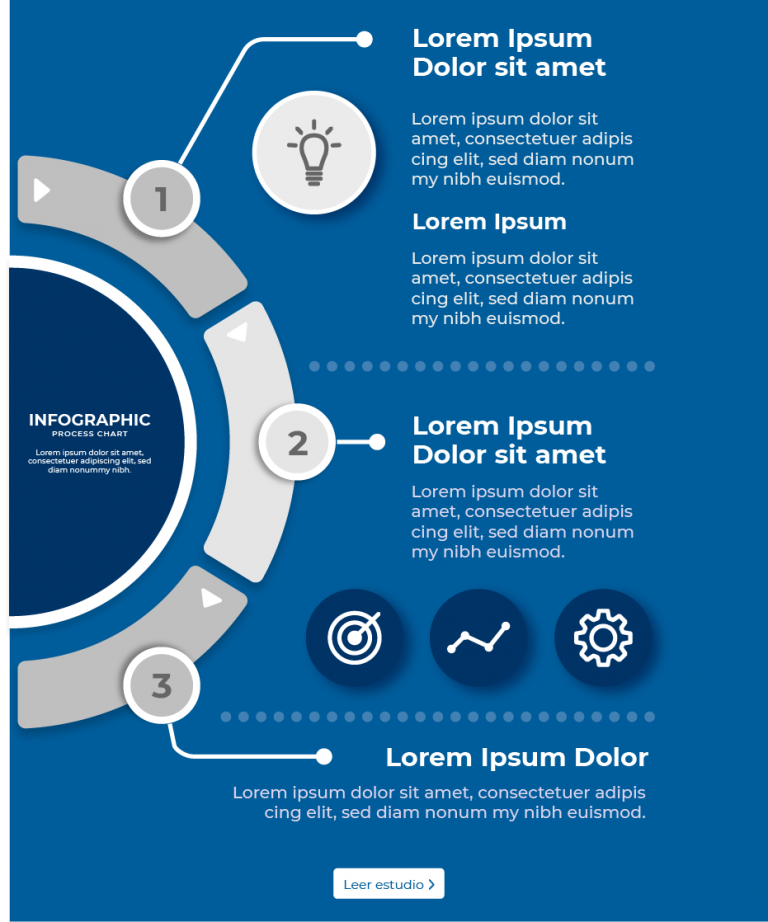 Lorem Ipsum
Dolor sit amet
Lorem ipsum dolor sit
amet, consectetuer adipis
cing elit, sed diam nonum
my nibh euismod.
1
Lorem Ipsum
Lorem ipsum dolor sit
amet, consectetuer adipis
cing elit, sed diam nonum
my nibh euismod.
INFOGRAPHIC
PROCESS CHART
Lorem ipsum dolor sit amet,
consectetuer adipiscing elit, sed
diam nonummy nibh.
2
Lorem Ipsum
Dolor sit amet
Lorem ipsum dolor sit
amet, consectetuer adipis
cing elit, sed diam nonum
my nibh euismod.
3
Lorem Ipsum Dolor
Lorem ipsum dolor sit amet, consectetuer adipis
cing elit, sed diam nonum my nibh euismod.
Leer estudio